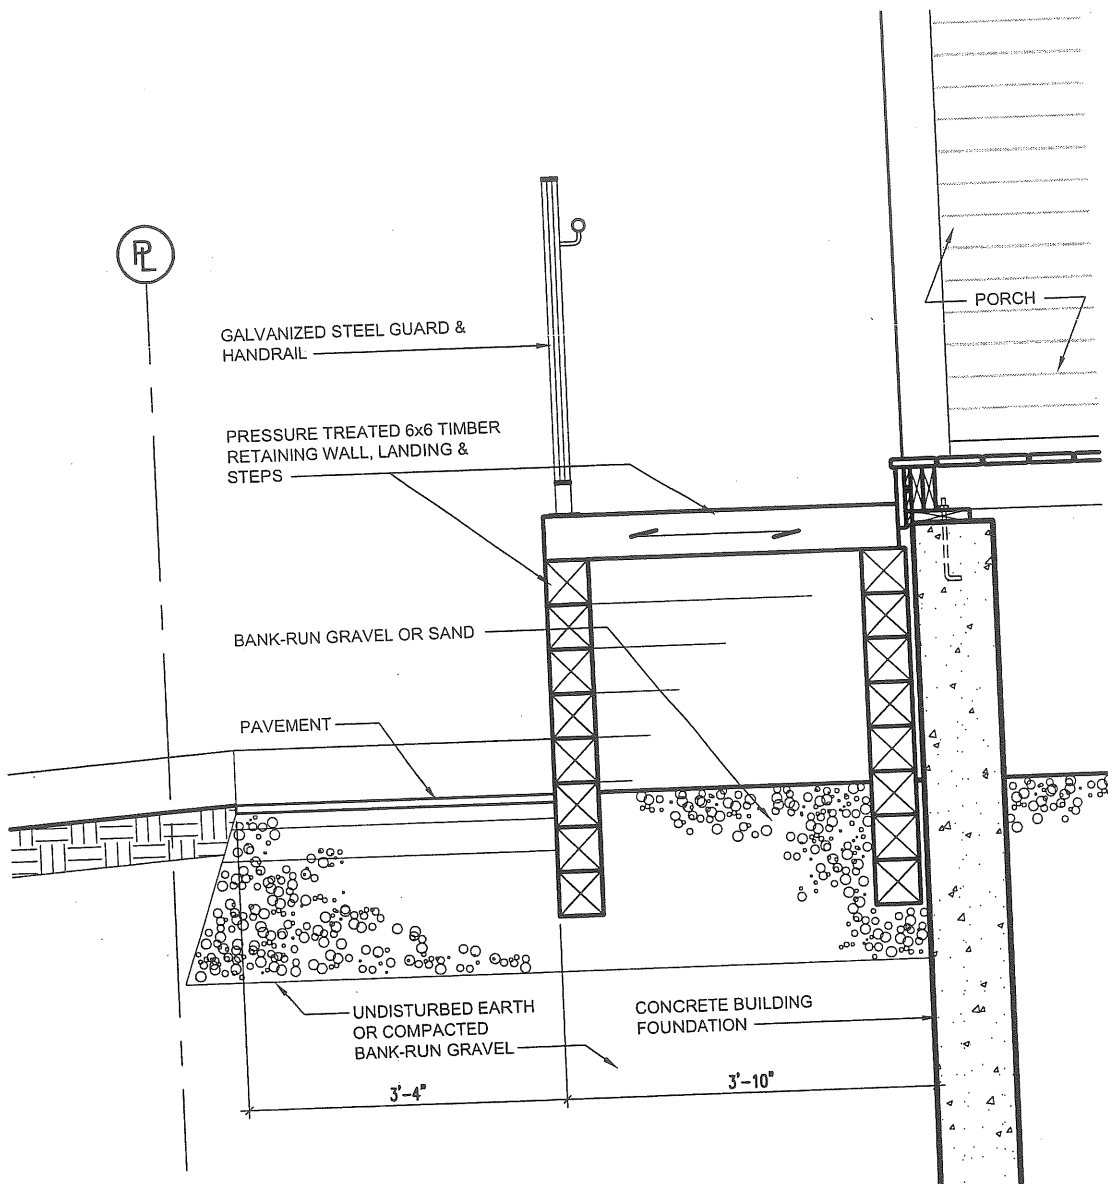 PL
GALVANIZED STEEL GUARD &
HANDRAIL
PORCH
PRESSURE TREATED 6x6 TIMBER
RETAINING WALL, LANDING &
STEPS
BANK-RUN GRAVEL OR SAND
PAVEMENT
UNDISTURBED EARTH
OR COMPACTED
BANK-RUN GRAVEL
CONCRETE BUILDING
FOUNDATION
3'-4"
3'-10"